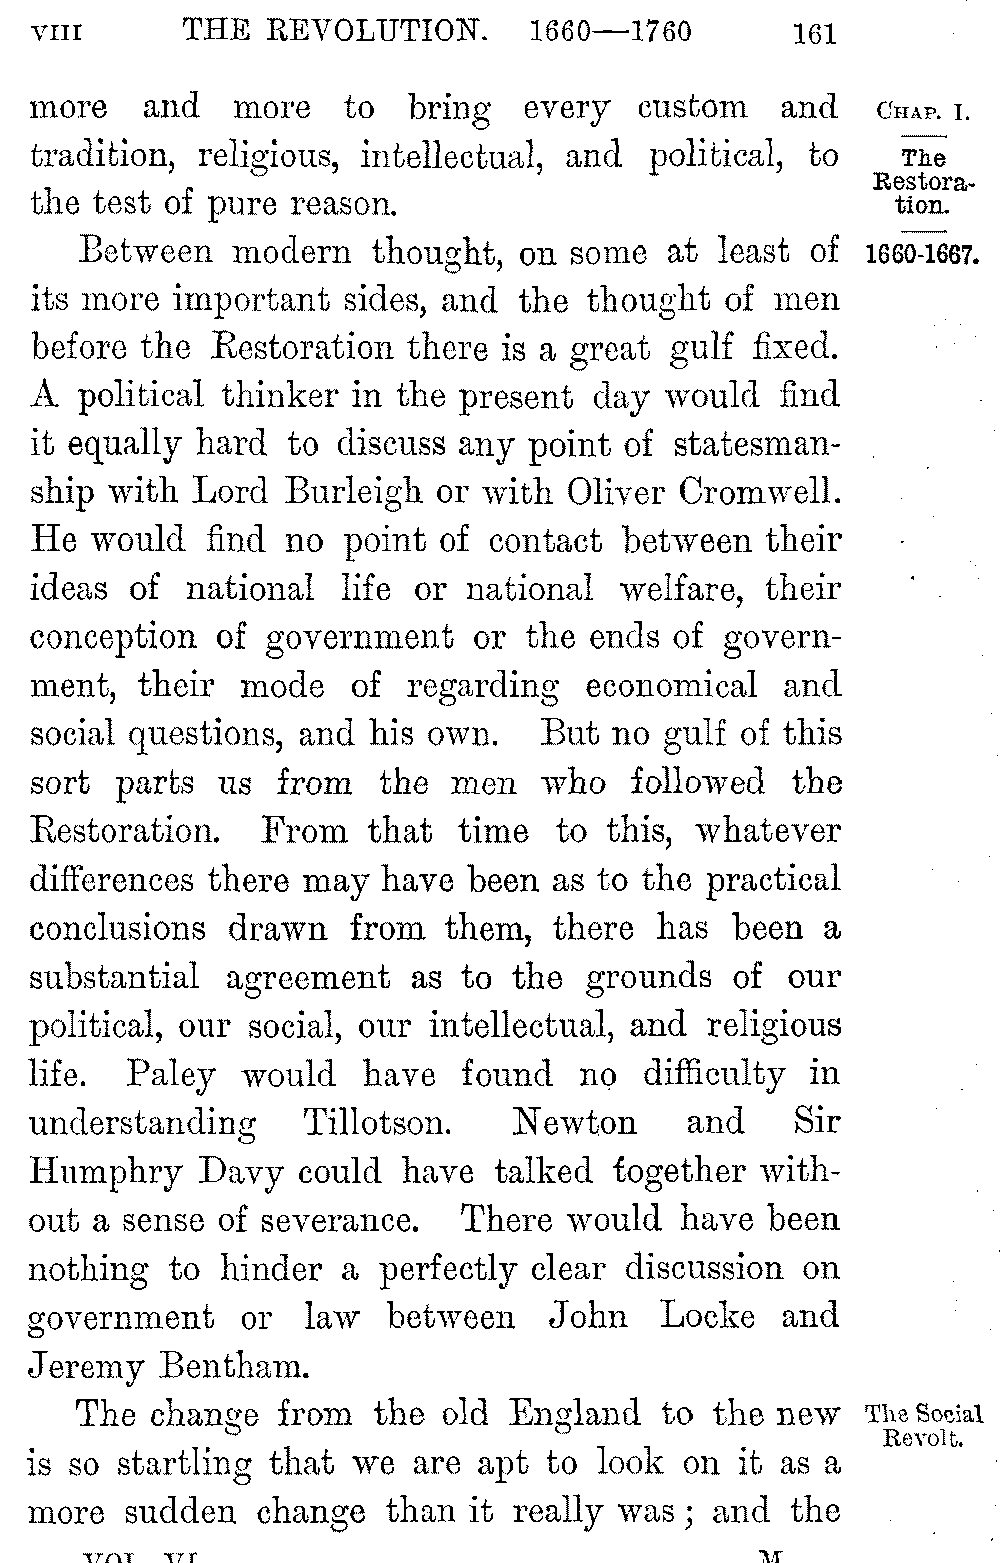 VIII THE REVOLUTION. 1660—1760 161
more and more to bring every custom and
tradition, religious, intellectual, and political, to
the test of pure reason.
CHAP. I.
The
Restora-
tion.
1660-1667.
Between modern thought, on some at least of
its more important sides, and the thought of men
before the Restoration there is a great gulf fixed.
A political thinker in the present day would find
it equally hard to discuss any point of statesman-
ship with Lord Burleigh or with Oliver Cromwell.
He would find no point of contact between their
ideas of national life or national welfare, their
conception of government or the ends of govern-
ment, their mode of regarding economical and
social questions, and his own. But no gulf of this
sort parts us from the men who followed the
Restoration. From that time to this, whatever
differences there may have been as to the practical
conclusions drawn from them, there has been a
substantial agreement as to the grounds of our
political, our social, our intellectual, and religious
life. Paley would have found no difficulty in
understanding Tillotson. Newton and Sir
Humphry Davy could have talked together with-
out a sense of severance. There would have been
nothing to hinder a perfectly clear discussion on
government or law between John Locke and
Jeremy Bentham.
The change from the old England to the new
is so startling that we are apt to look on it as a
more sudden change than it really was; and the
The Social
Revolt.
VOL. VI. M